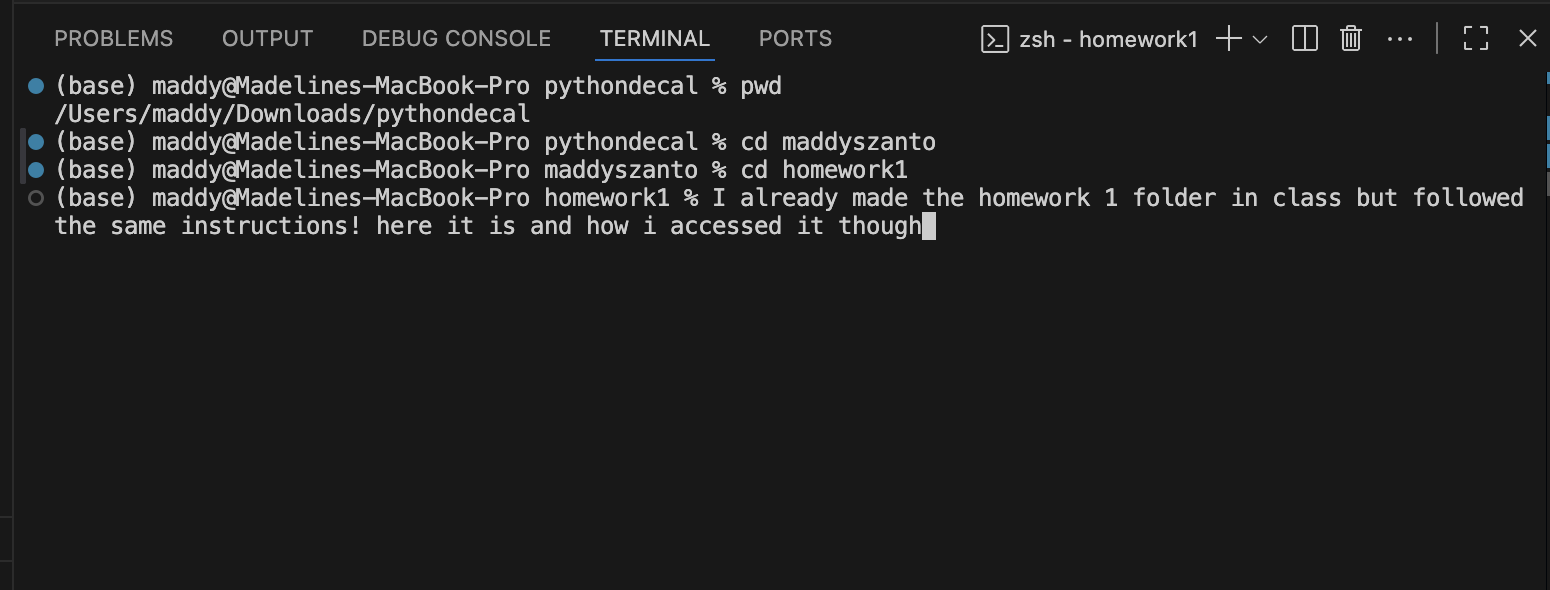 PROBLEMS OUTPUT DEBUG CONSOLE TERMINAL PORTS zsh - homework1
(base) maddy@Madelines-MacBook-Pro pythondecal % pwd
/Users/maddy/Downloads/pythondecal
(base) maddy@Madelines-MacBook-Pro pythondecal % cd maddyszanto
(base) maddy@Madelines-MacBook-Pro maddyszanto % cd homework1
(base) maddy@Madelines-MacBook-Pro homework1 % I already made the homework 1 folder in class but followed
the same instructions! here it is and how i accessed it though